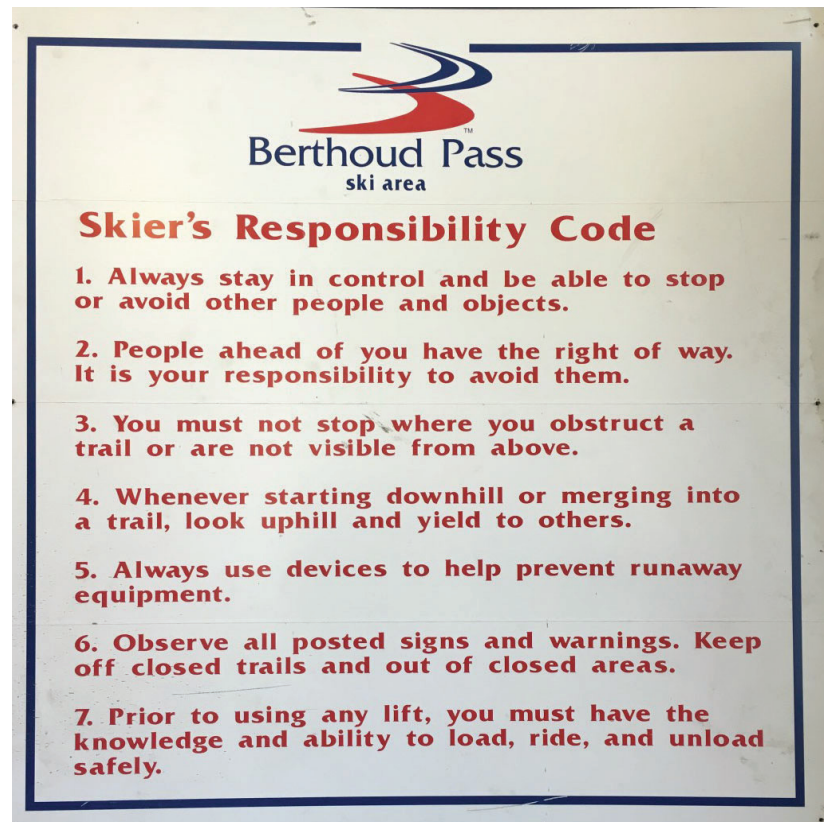 TM
Berthoud Pass
ski area
Skier's Responsibility Code
1. Always stay in control and be able to stop
or avoid other people and objects.
2. People ahead of you have the right of way.
It is your responsibility to avoid them.
3. You must not stop where you obstruct a
trail or are not visible from above.
4. Whenever starting downhill or merging into
a trail, look uphill and yield to others.
5. Always use devices to help prevent runaway
equipment.
6. Observe all posted signs and warnings. Keep
off closed trails and out of closed areas.
7. Prior to using any lift, you must have the
knowledge and ability to load, ride, and unload
safely.